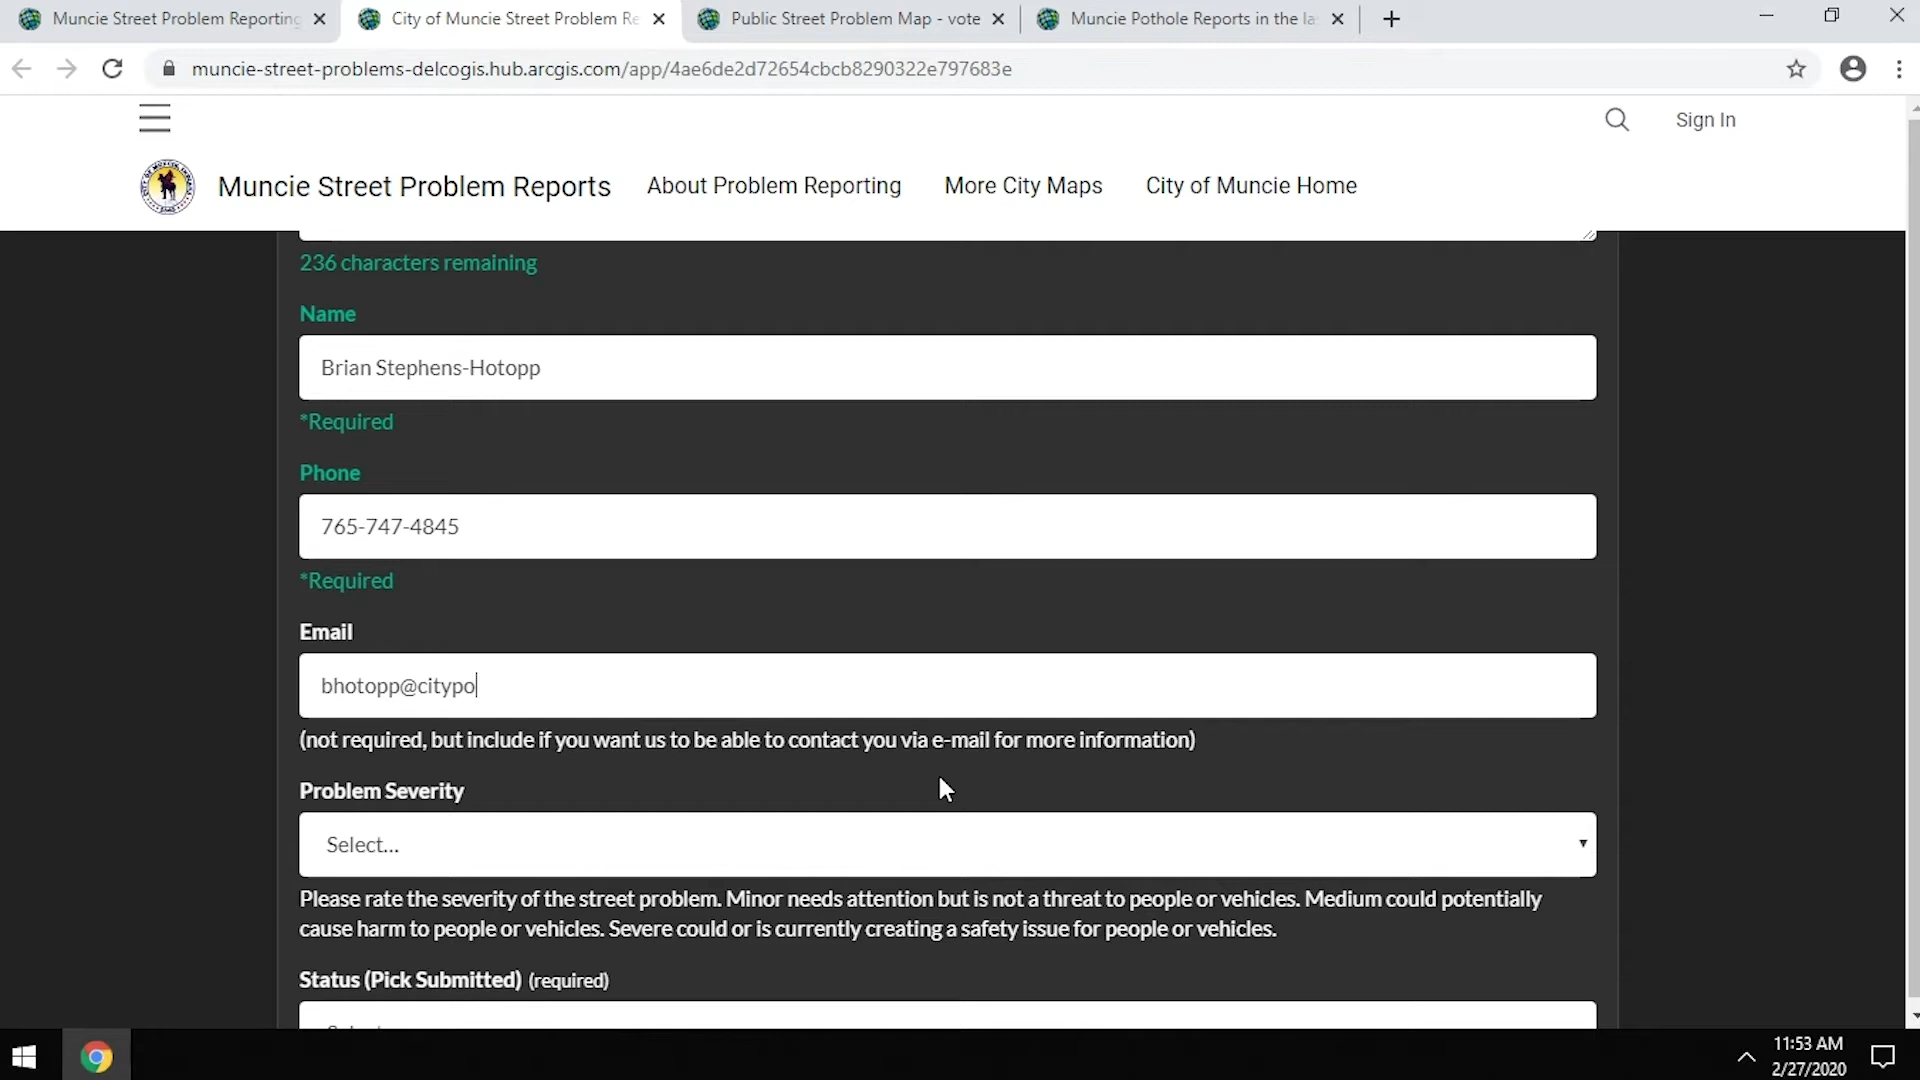 Muncie Street Problem Reporting
City of Muncie Street Problem Re
Public Street Problem Map - vote
Muncie Pothole Reports in the la
muncie-street-problems-delcogis.hub.arcgis.com/app/4ae6de2d72654cbcb8290322e797683e
Sign In
Muncie Street Problem Reports
About Problem Reporting
More City Maps
City of Muncie Home
236 characters remaining
Name
Brian Stephens-Hotopp
*Required
Phone
765-747-4845
*Required
Email
bhotopp@citypo
(not required, but include if you want us to be able to contact you via e-mail for more information)
Problem Severity
Select...
Please rate the severity of the street problem. Minor needs attention but is not a threat to people or vehicles. Medium could potentially
cause harm to people or vehicles. Severe could or is currently creating a safety issue for people or vehicles.
Status (Pick Submitted) (required)
11:53 AM
2/27/2020